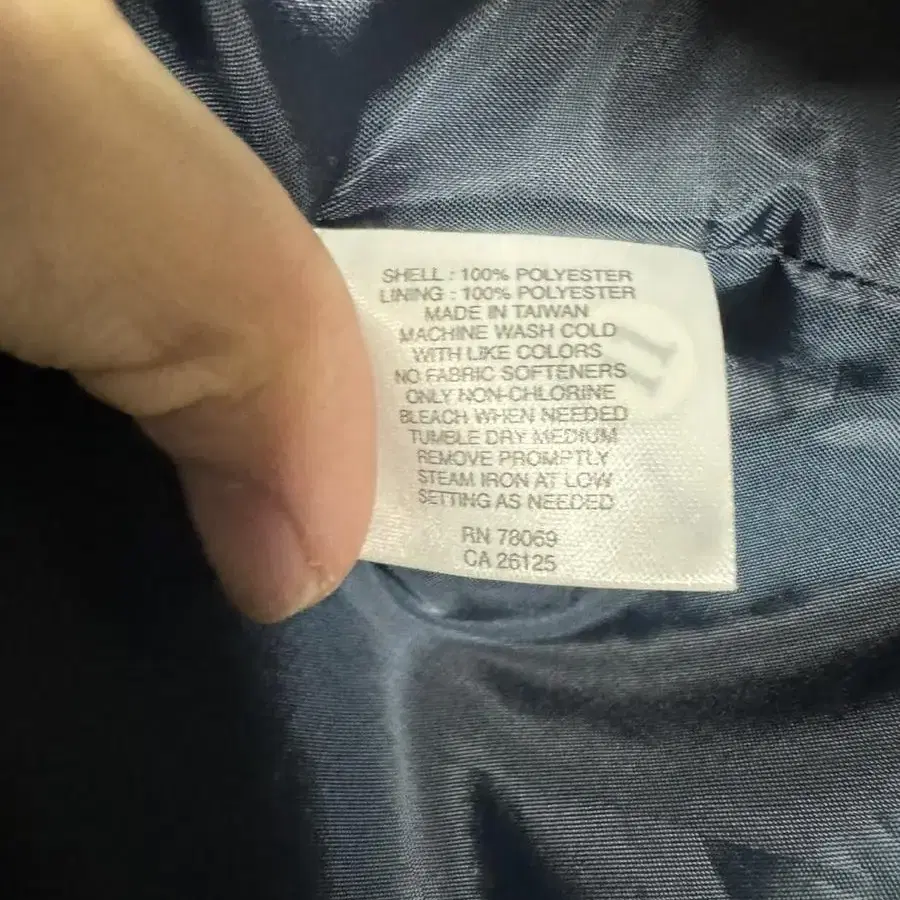 SHELL : 100% POLYESTER
LINING : 100% POLYESTER
MADE IN TAIWAN
MACHINE WASH COLD
WITH LIKE COLORS
NO FABRIC SOFTENERS
ONLY NON-CHLORINE
BLEACH WHEN NEEDED
TUMBLE DRY MEDIUM
REMOVE PROMPTLY
STEAM IRON AT LOW
SETTING AS NEEDED
RN 78069
CA 26125